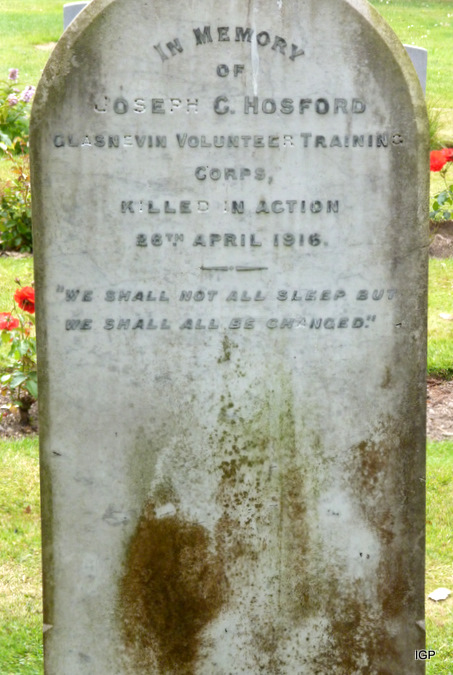 IN MEMORY
OF
JOSEPH G. HOSFORD
GLASNEVIN VOLUNTEER TRAINING
CORPS,
KILLED IN ACTION
26TH APRIL 1916.
"WE SHALL NOT ALL SLEEP BUT
WE SHALL ALL BE CHANGED."
IGP